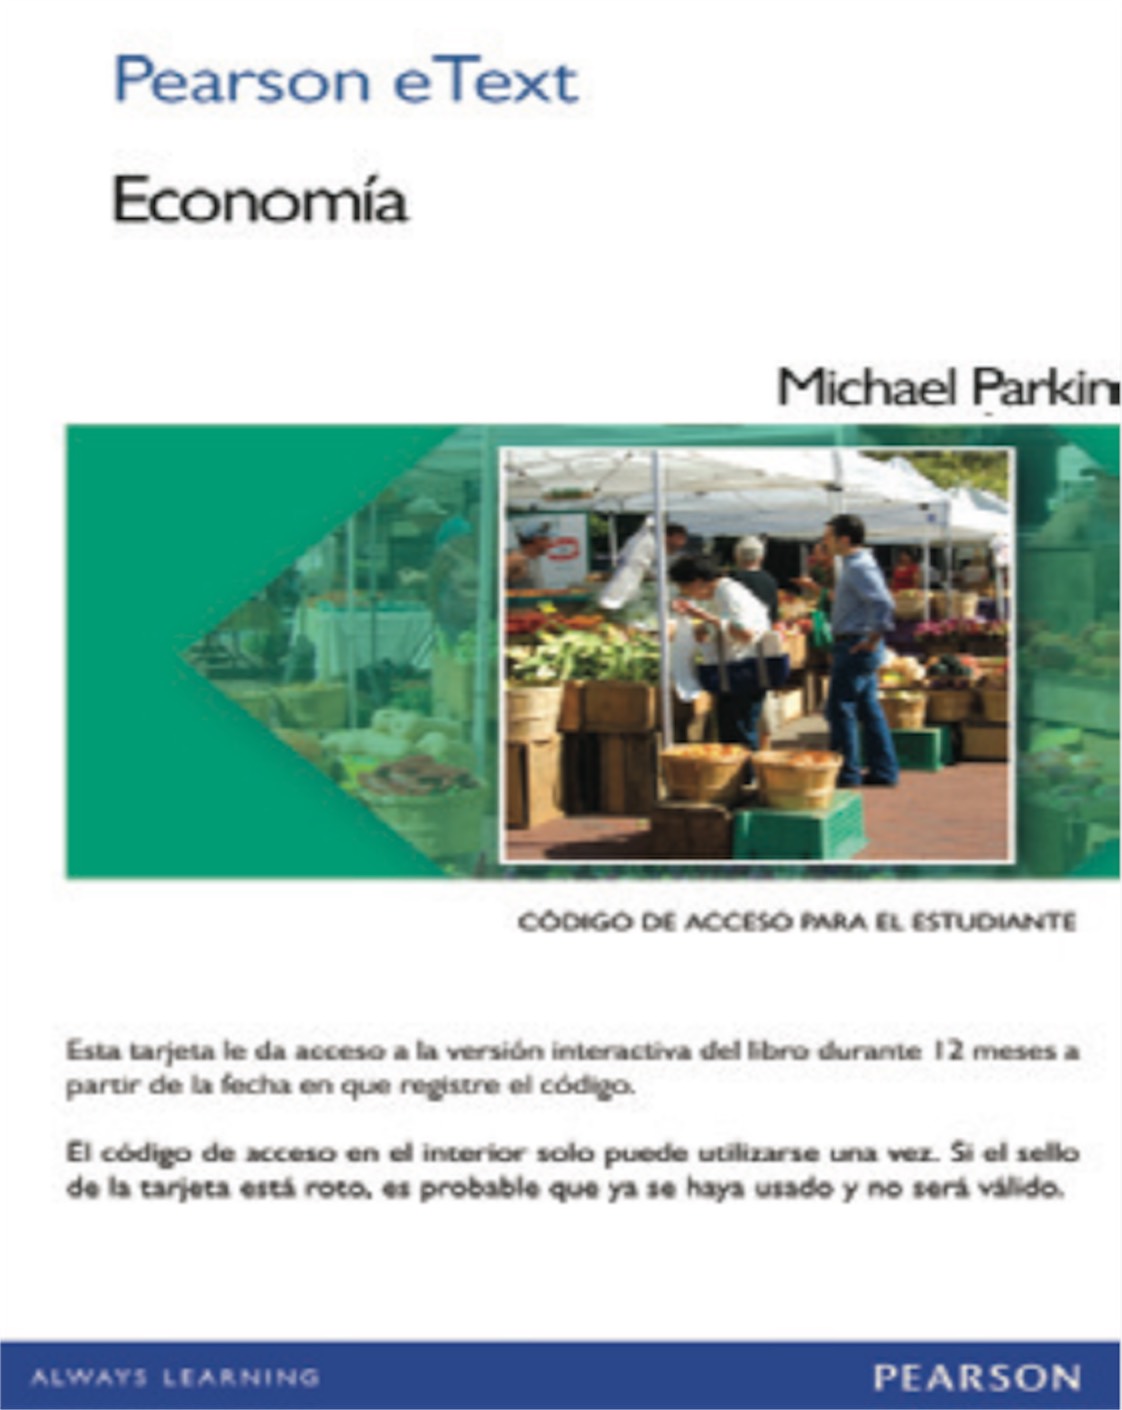 Pearson eText
Economía
Michael Parkin
CÓDIGO DE ACCESO PARA EL ESTUDIANTE
Esta tarjeta le da acceso a la versión interactiva del libro durante 12 meses a
partir de la fecha en que registre el código.
El código de acceso en el interior solo puede utilizarse una vez. Si el sello
de la tarjeta está roto, es probable que ya se haya usado y no será válido.
ALWAYS LEARNING
PEARSON